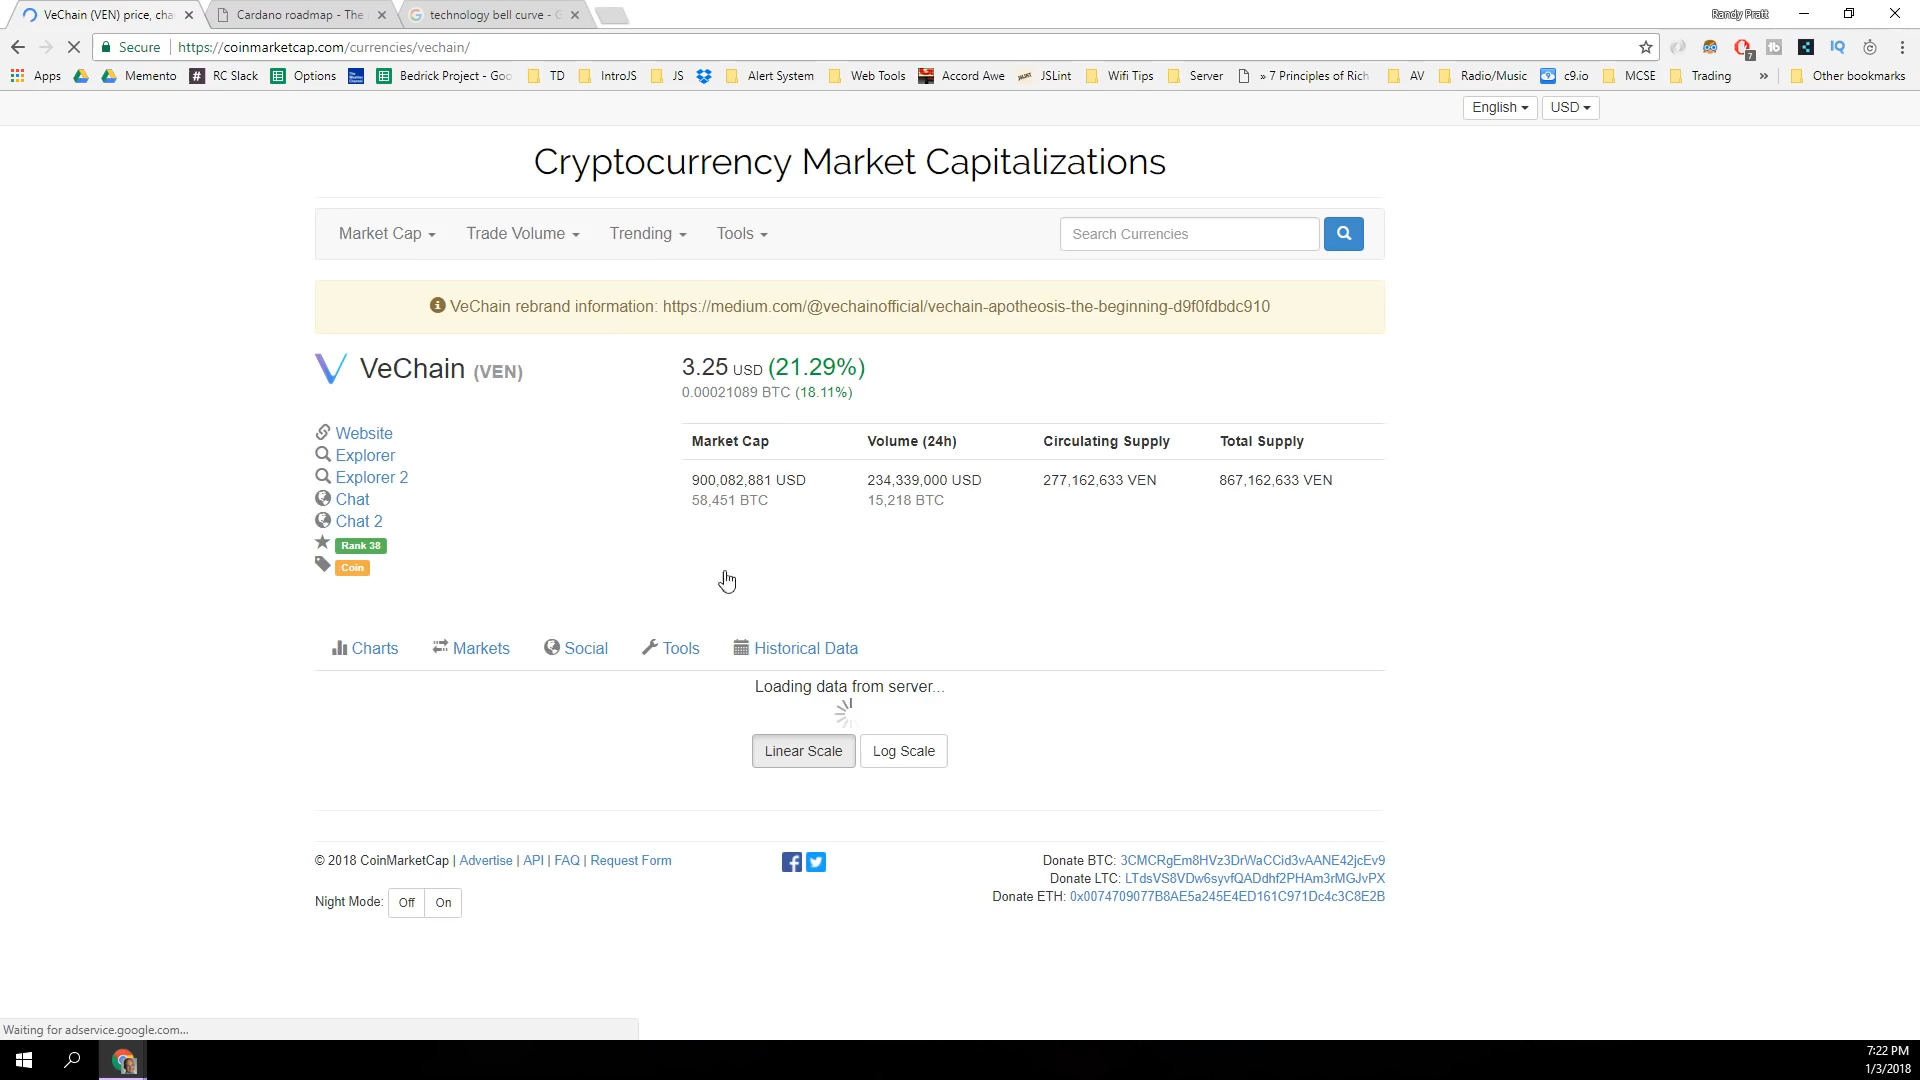 VeChain (VEN) price, cha
Cardano roadmap - The
technology bell curve - G
Randy Pratt
Secure
https://coinmarketcap.com/currencies/vechain/
7
Apps
Memento
RC Slack
Options
Bedrick Project - Goo
TD
IntroJS
JS
Alert System
Web Tools
Accord Awe
JSLint
Wifi Tips
Server
» 7 Principles of Rich
AV
Radio/Music
c9.io
MCSE
Trading
»
Other bookmarks
English
USD
Cryptocurrency Market Capitalizations
Market Cap
Trade Volume
Trending
Tools
Search Currencies
VeChain rebrand information: https://medium.com/@vechainofficial/vechain-apotheosis-the-beginning-d9f0fdbdc910
VeChain (VEN)
3.25 USD (21.29%)
0.00021089 BTC (18.11%)
Website
Explorer
Explorer 2
Chat
Chat 2
Rank 38
Coin
Market Cap Volume (24h) Circulating Supply Total Supply
900,082,881 USD 234,339,000 USD 277,162,633 VEN 867,162,633 VEN
58,451 BTC 15,218 BTC
Charts
Markets
Social
Tools
Historical Data
Loading data from server...
Linear Scale
Log Scale
© 2018 CoinMarketCap | Advertise | API | FAQ | Request Form
Donate BTC: 3CMCRgEm8HVz3DrWaCCid3vAANE42jcEv9
Donate LTC: LTdsVS8VDw6syvfQADdhf2PHAm3rMGJvPX
Donate ETH: 0x0074709077B8AE5a245E4ED161C971Dc4c3C8E2B
Night Mode: Off On
Waiting for adservice.google.com...
7:22 PM
1/3/2018